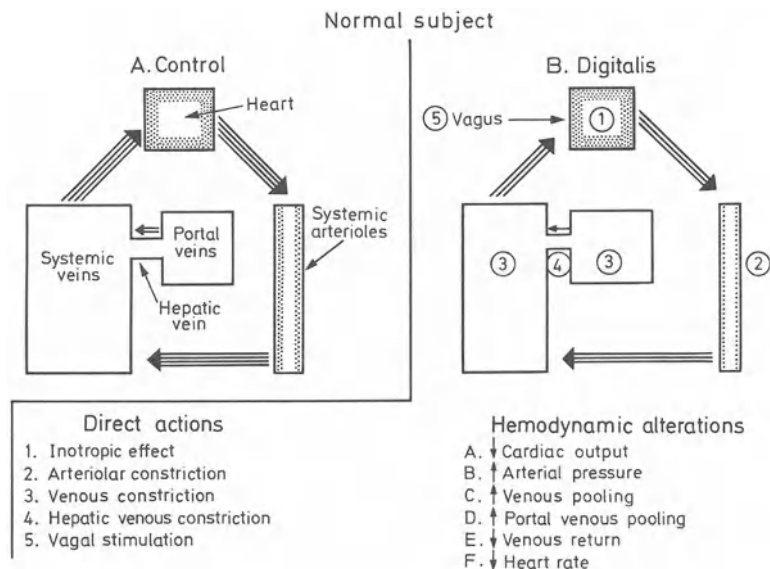 Normal subject
A. Control
Heart
Systemic
arterioles
Portal
veins
Systemic
veins
Hepatic
vein
B. Digitalis
5 Vagus
1
3
4
3
2
Direct actions
1. Inotropic effect
2. Arteriolar constriction
3. Venous constriction
4. Hepatic venous constriction
5. Vagal stimulation
Hemodynamic alterations
A. ↓ Cardiac output
B. ↑ Arterial pressure
C. ↑ Venous pooling
D. ↑ Portal venous pooling
E. ↓ Venous return
F. ↓ Heart rate